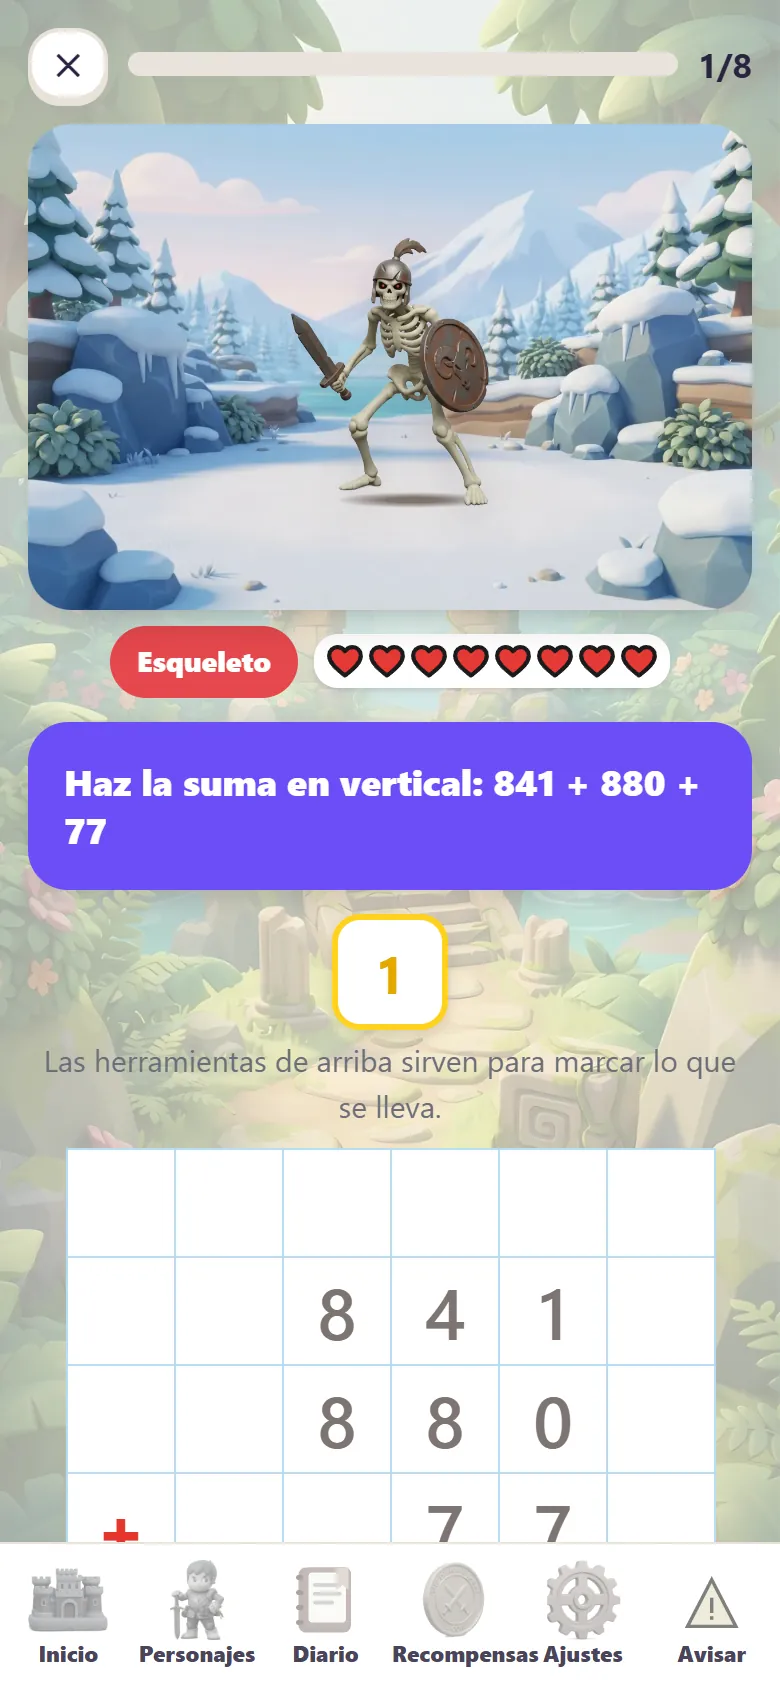 1/8
Esqueleto
Haz la suma en vertical: 841 + 880 +
77
1
Las herramientas de arriba sirven para marcar lo que
se lleva.
8 4 1
8 8 0
+ 7 7
Inicio Personajes Diario Recompensas Ajustes Avisar